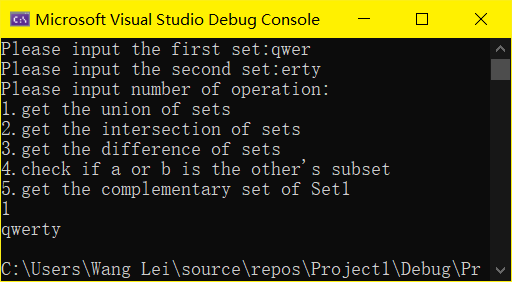 Microsoft Visual Studio Debug Console
Please input the first set:qwer
Please input the second set:erty
Please input number of operation:
1.get the union of sets
2.get the intersection of sets
3.get the difference of sets
4.check if a or b is the other's subset
5.get the complementary set of Set1
1
qwerty
C:\Users\Wang Lei\source\repos\Project1\Debug\Pr